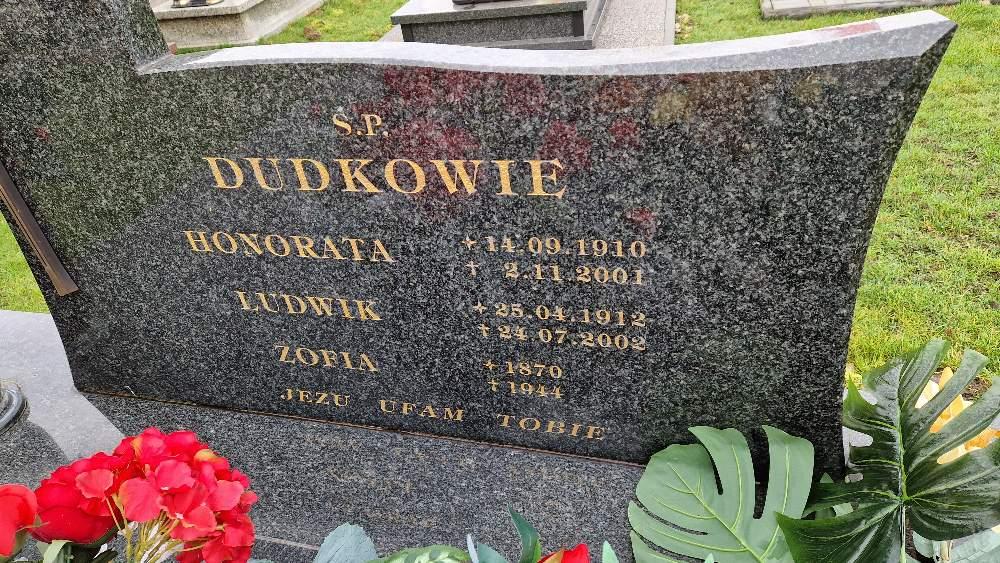 Ś.P.
DUDKOWIE
HONORATA ✦ 14.09.1910
† 2.11.2001
LUDWIK ✦ 25.04.1912
† 24.07.2002
ZOFIA ✦ 1870
† 1944
JEZU UFAM TOBIE